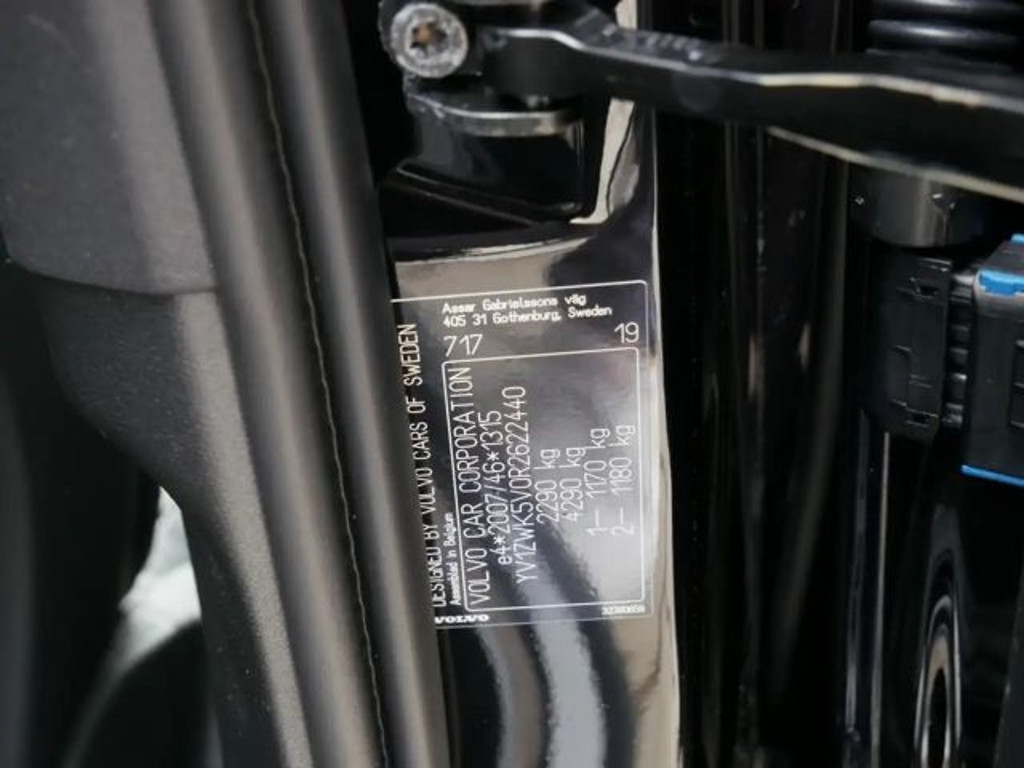 Assar Gabrielssons väg
405 31 Gothenburg, Sweden
717 19
DESIGNED BY VOLVO CARS OF SWEDEN
Assembled in Belgium
VOLVO CAR CORPORATION
e4*2007/46*1315
YV1ZWK5V0R2622440
2290 kg
4290 kg
1– 1170 kg
2– 1180 kg
VOLVO